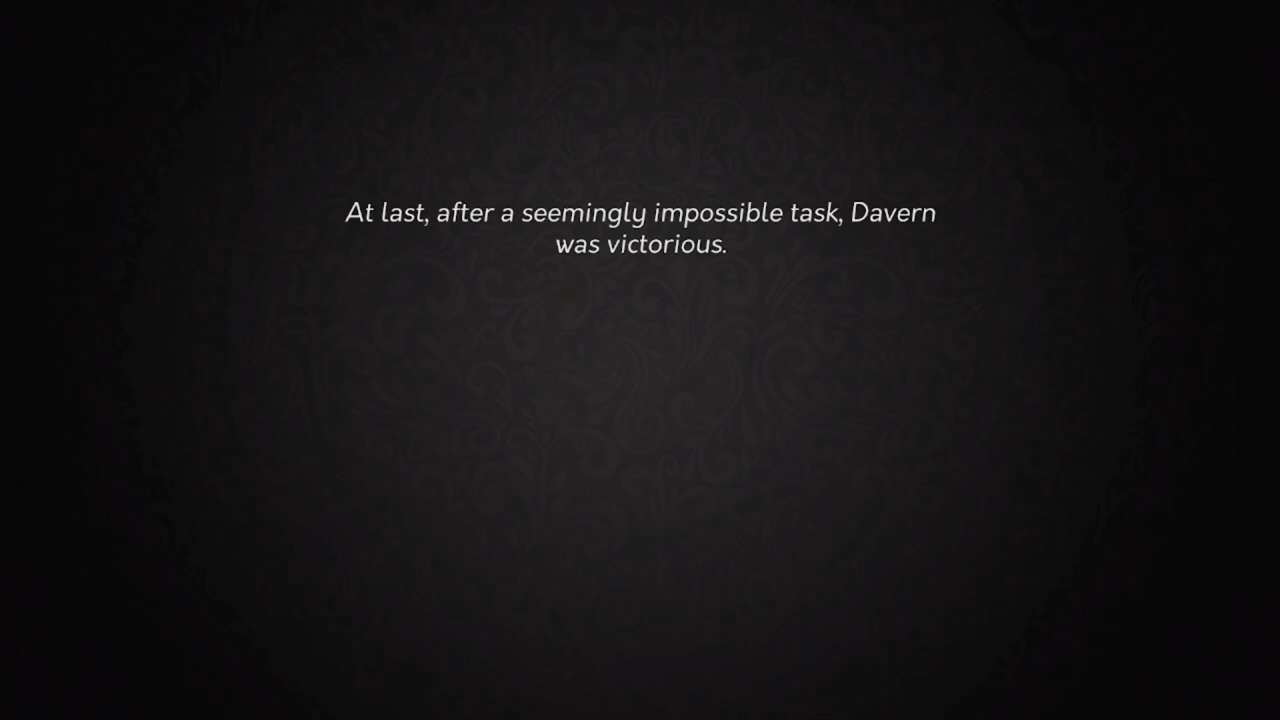 At last, after a seemingly impossible task, Davern
was victorious.